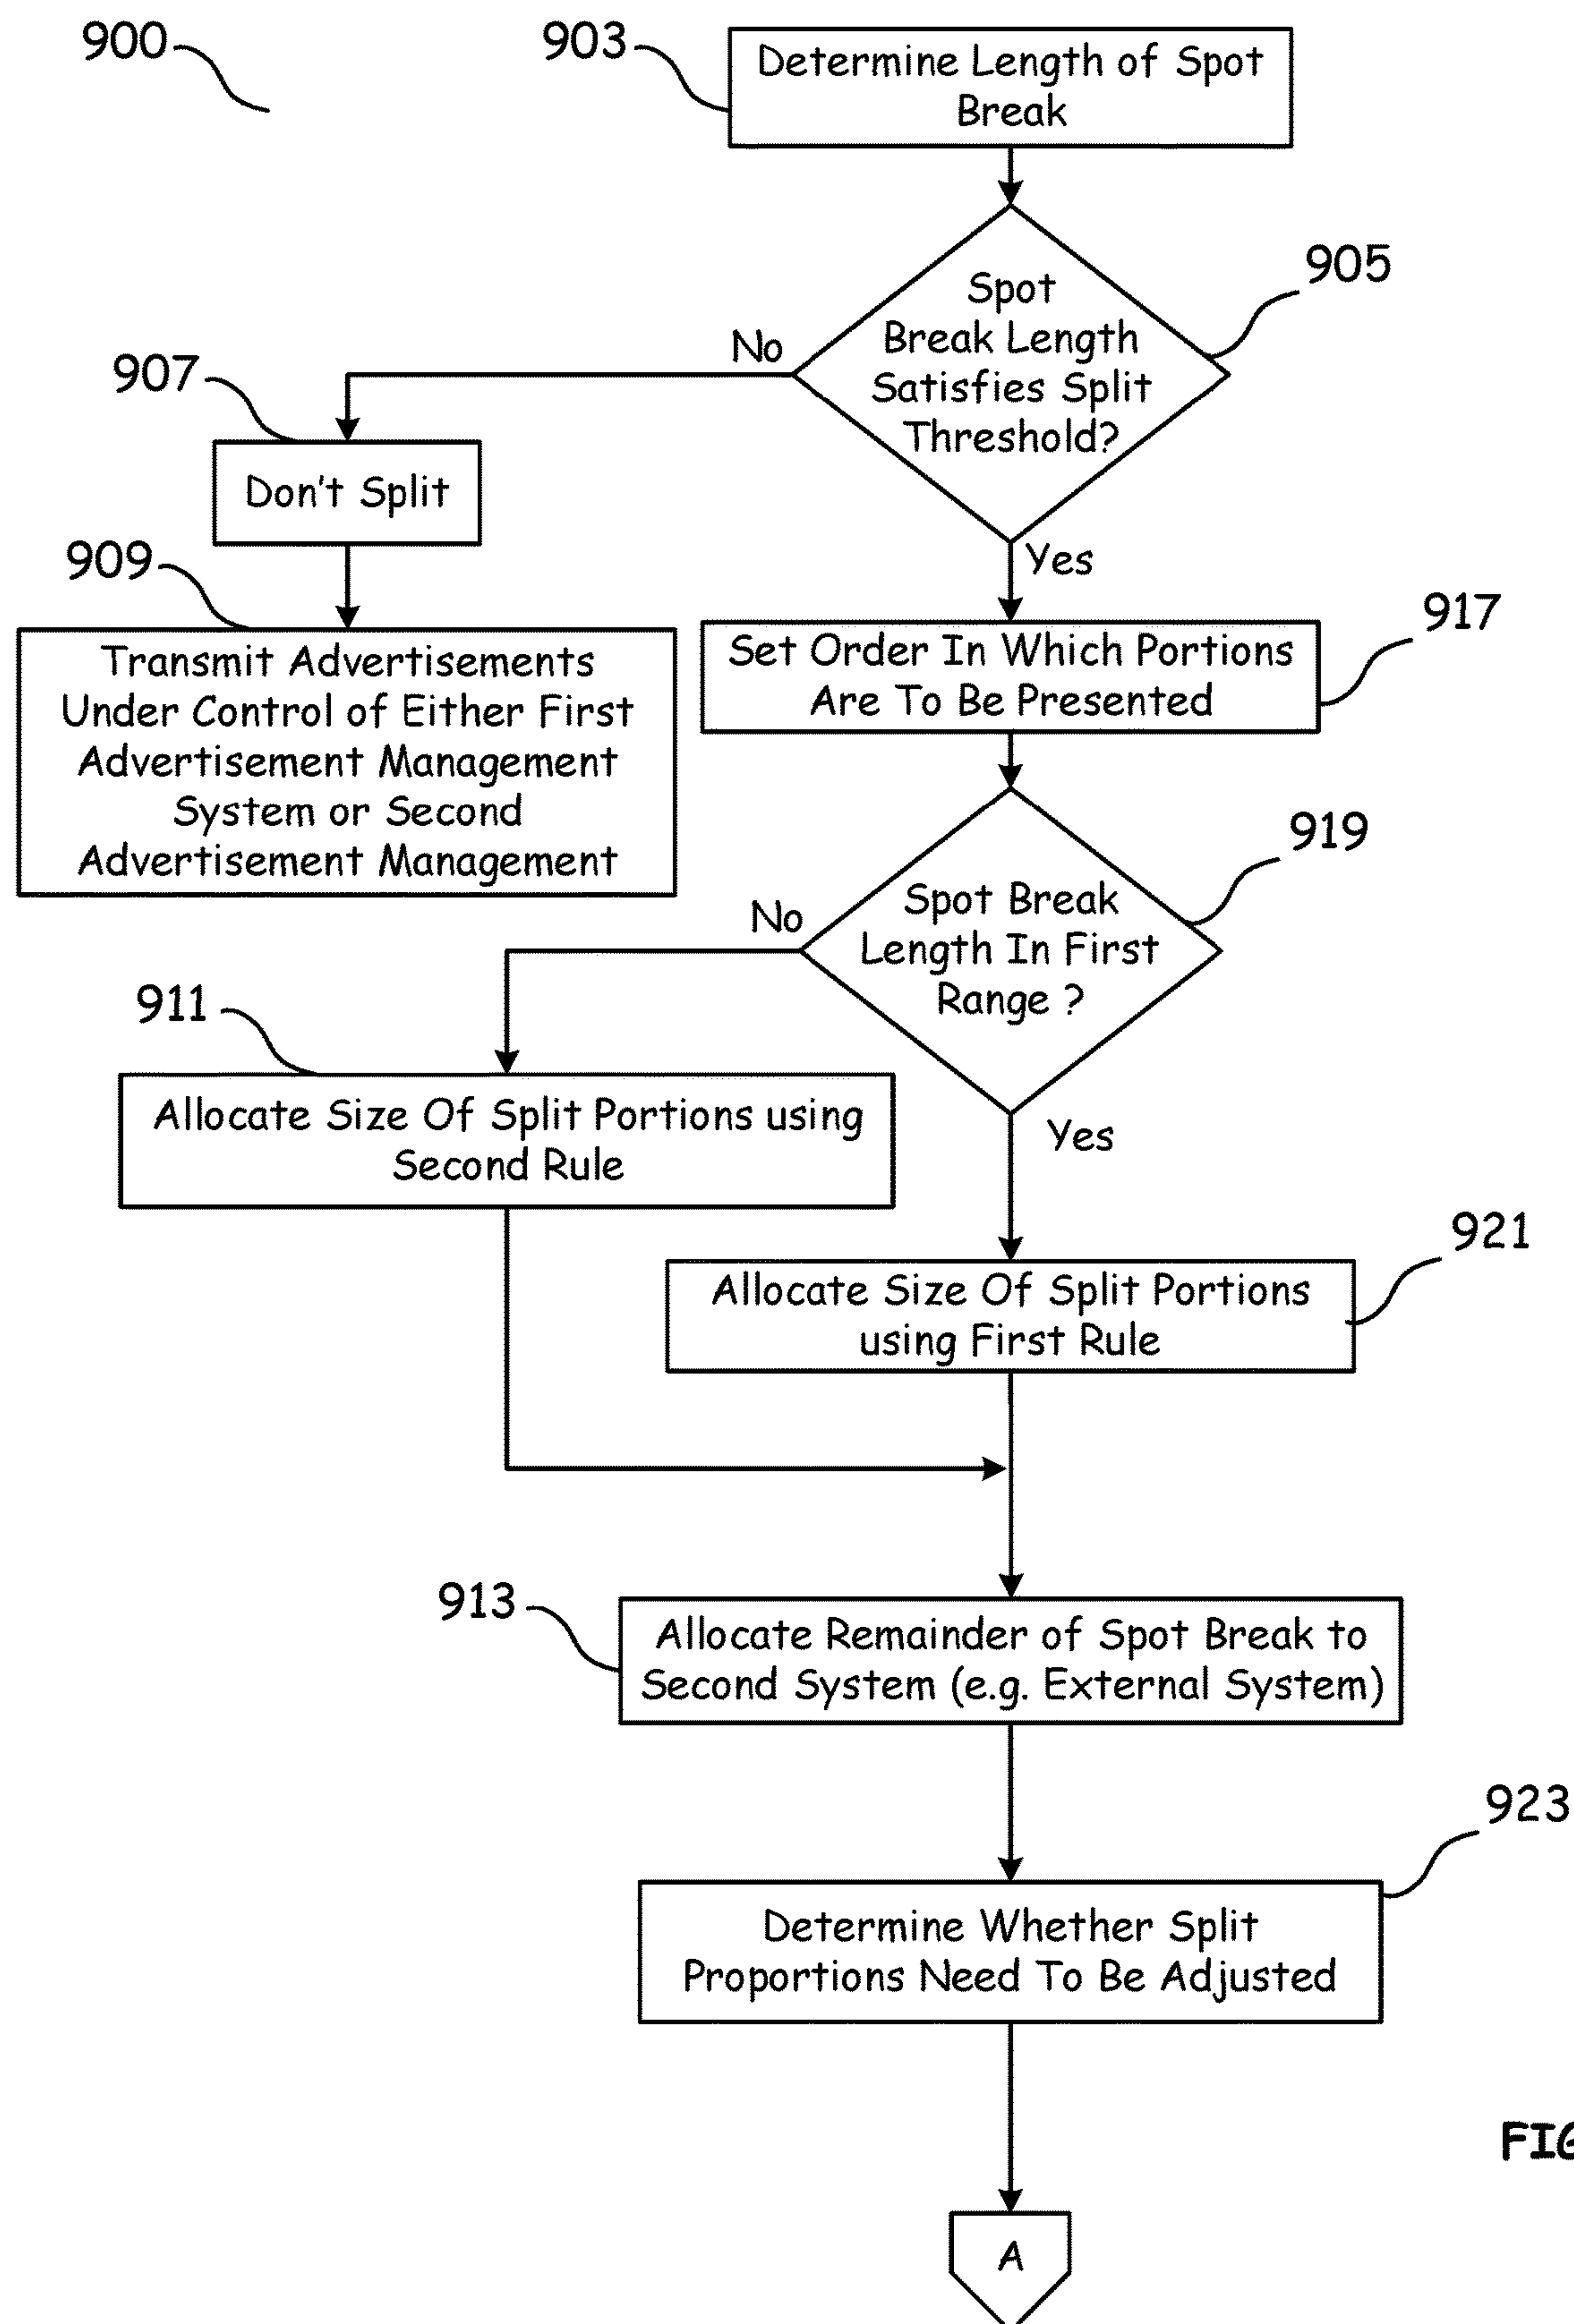 900
903
Determine Length of Spot
Break
905
Spot
Break Length
Satisfies Split
Threshold?
No
907
Don't Split
Yes
909
Transmit Advertisements
Under Control of Either First
Advertisement Management
System or Second
Advertisement Management
917
Set Order In Which Portions
Are To Be Presented
919
Spot Break
Length In First
Range ?
No
911
Allocate Size Of Split Portions using
Second Rule
Yes
921
Allocate Size Of Split Portions
using First Rule
913
Allocate Remainder of Spot Break to
Second System (e.g. External System)
923
Determine Whether Split
Proportions Need To Be Adjusted
FIG
A